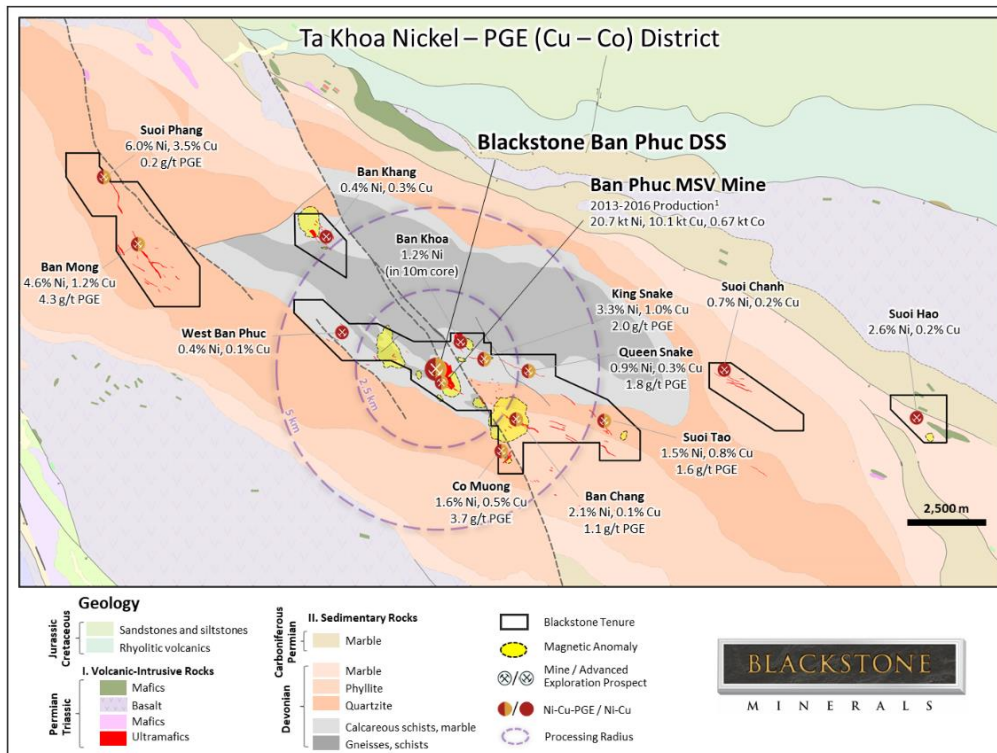 Ta Khoa Nickel – PGE (Cu – Co) District
Suoi Phang
6.0% Ni, 3.5% Cu
0.2 g/t PGE
Blackstone Ban Phuc DSS
Ban Khang
0.4% Ni, 0.3% Cu
Ban Phuc MSV Mine
2013-2016 Production¹
20.7 kt Ni, 10.1 kt Cu, 0.67 kt Co
Ban Khoa
1.2% Ni
(in 10m core)
Ban Mong
4.6% Ni, 1.2% Cu
4.3 g/t PGE
King Snake
3.3% Ni, 1.0% Cu
2.0 g/t PGE
Suoi Chanh
0.7% Ni, 0.2% Cu
Suoi Hao
2.6% Ni, 0.2% Cu
West Ban Phuc
0.4% Ni, 0.1% Cu
Queen Snake
0.9% Ni, 0.3% Cu
1.8 g/t PGE
2.5 km
5 km
Suoi Tao
1.5% Ni, 0.8% Cu
1.6 g/t PGE
Co Muong
1.6% Ni, 0.5% Cu
3.7 g/t PGE
Ban Chang
2.1% Ni, 0.1% Cu
1.1 g/t PGE
2,500 m
Geology
Jurassic
Cretaceous
Sandstones and siltstones
Rhyolitic volcanics
I. Volcanic-Intrusive Rocks
Permian
Triassic
Mafics
Basalt
Mafics
Ultramafics
II. Sedimentary Rocks
Carboniferous
Permian
Marble
Devonian
Marble
Phyllite
Quartzite
Calcareous schists, marble
Gneisses, schists
Blackstone Tenure
Magnetic Anomaly
Mine / Advanced
Exploration Prospect
Ni-Cu-PGE / Ni-Cu
Processing Radius
BLACKSTONE
MINERALS